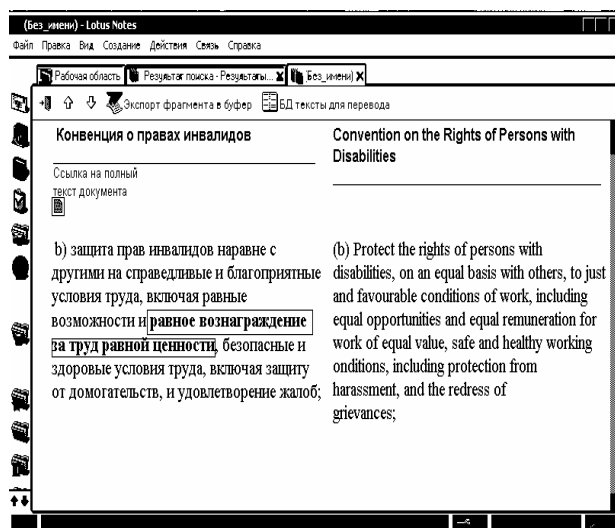 (Без_имени) - Lotus Notes
Файл Правка Вид Создание Действия Связь Справка
Рабочая область Результат поиска - Результаты... (Без_имени)
Экспорт фрагмента в буфер БД тексты для перевода
Конвенция о правах инвалидов
Ссылка на полный
текст документа
b) защита прав инвалидов наравне с
другими на справедливые и благоприятные
условия труда, включая равные
возможности и равное вознаграждение
за труд равной ценности, безопасные и
здоровые условия труда, включая защиту
от домогательств, и удовлетворение жалоб;
Convention on the Rights of Persons with
Disabilities
(b) Protect the rights of persons with
disabilities, on an equal basis with others, to just
and favourable conditions of work, including
equal opportunities and equal remuneration for
work of equal value, safe and healthy working
onditions, including protection from
harassment, and the redress of
grievances;